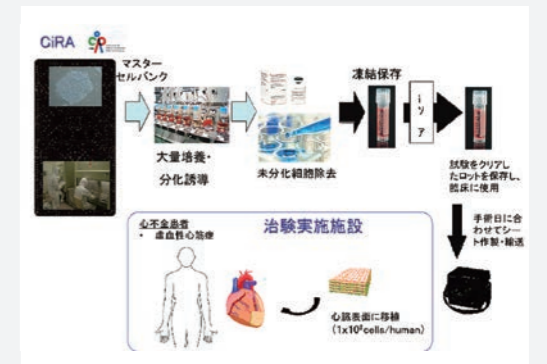 CiRA
マスター
セルバンク
大量培養・
分化誘導
未分化細胞除去
凍結保存
試験をクリアし
たロットを保存し、
臨床に使用
手術日に合
わせてシー
ト作製・輸送
治験実施施設
心不全患者
・ 虚血性心筋症
心臓表面に移植
(1x10⁸cells/human)